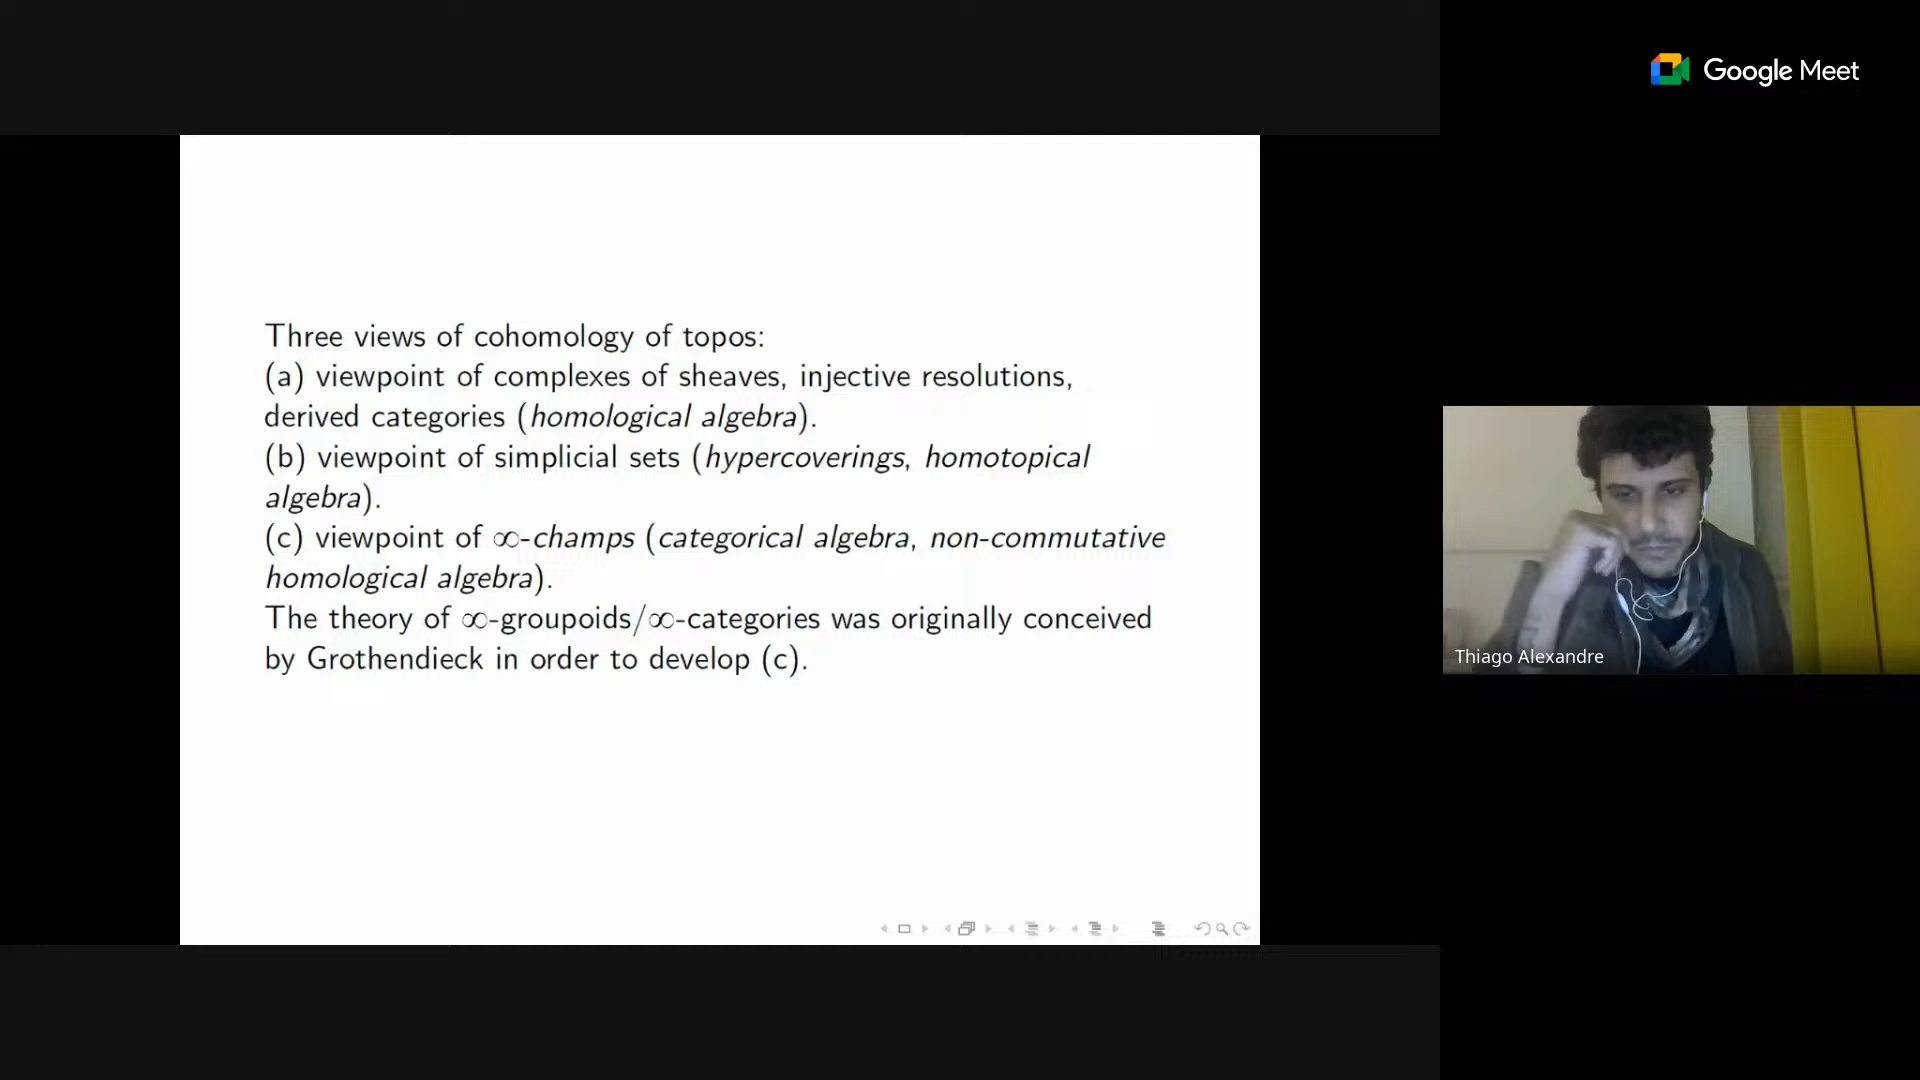 Google Meet
Three views of cohomology of topos:
(a) viewpoint of complexes of sheaves, injective resolutions,
derived categories (homological algebra).
(b) viewpoint of simplicial sets (hypercoverings, homotopical
algebra).
(c) viewpoint of ∞-champs (categorical algebra, non-commutative
homological algebra).
The theory of ∞-groupoids/∞-categories was originally conceived
by Grothendieck in order to develop (c).
Thiago Alexandre